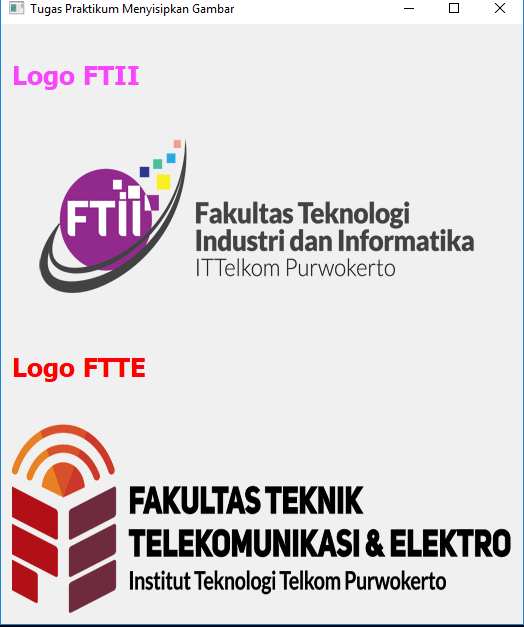 Tugas Praktikum Menyisipkan Gambar
Logo FTII
FTII
Fakultas Teknologi
Industri dan Informatika
ITTelkom Purwokerto
Logo FTTE
FAKULTAS TEKNIK
TELEKOMUNIKASI & ELEKTRO
Institut Teknologi Telkom Purwokerto